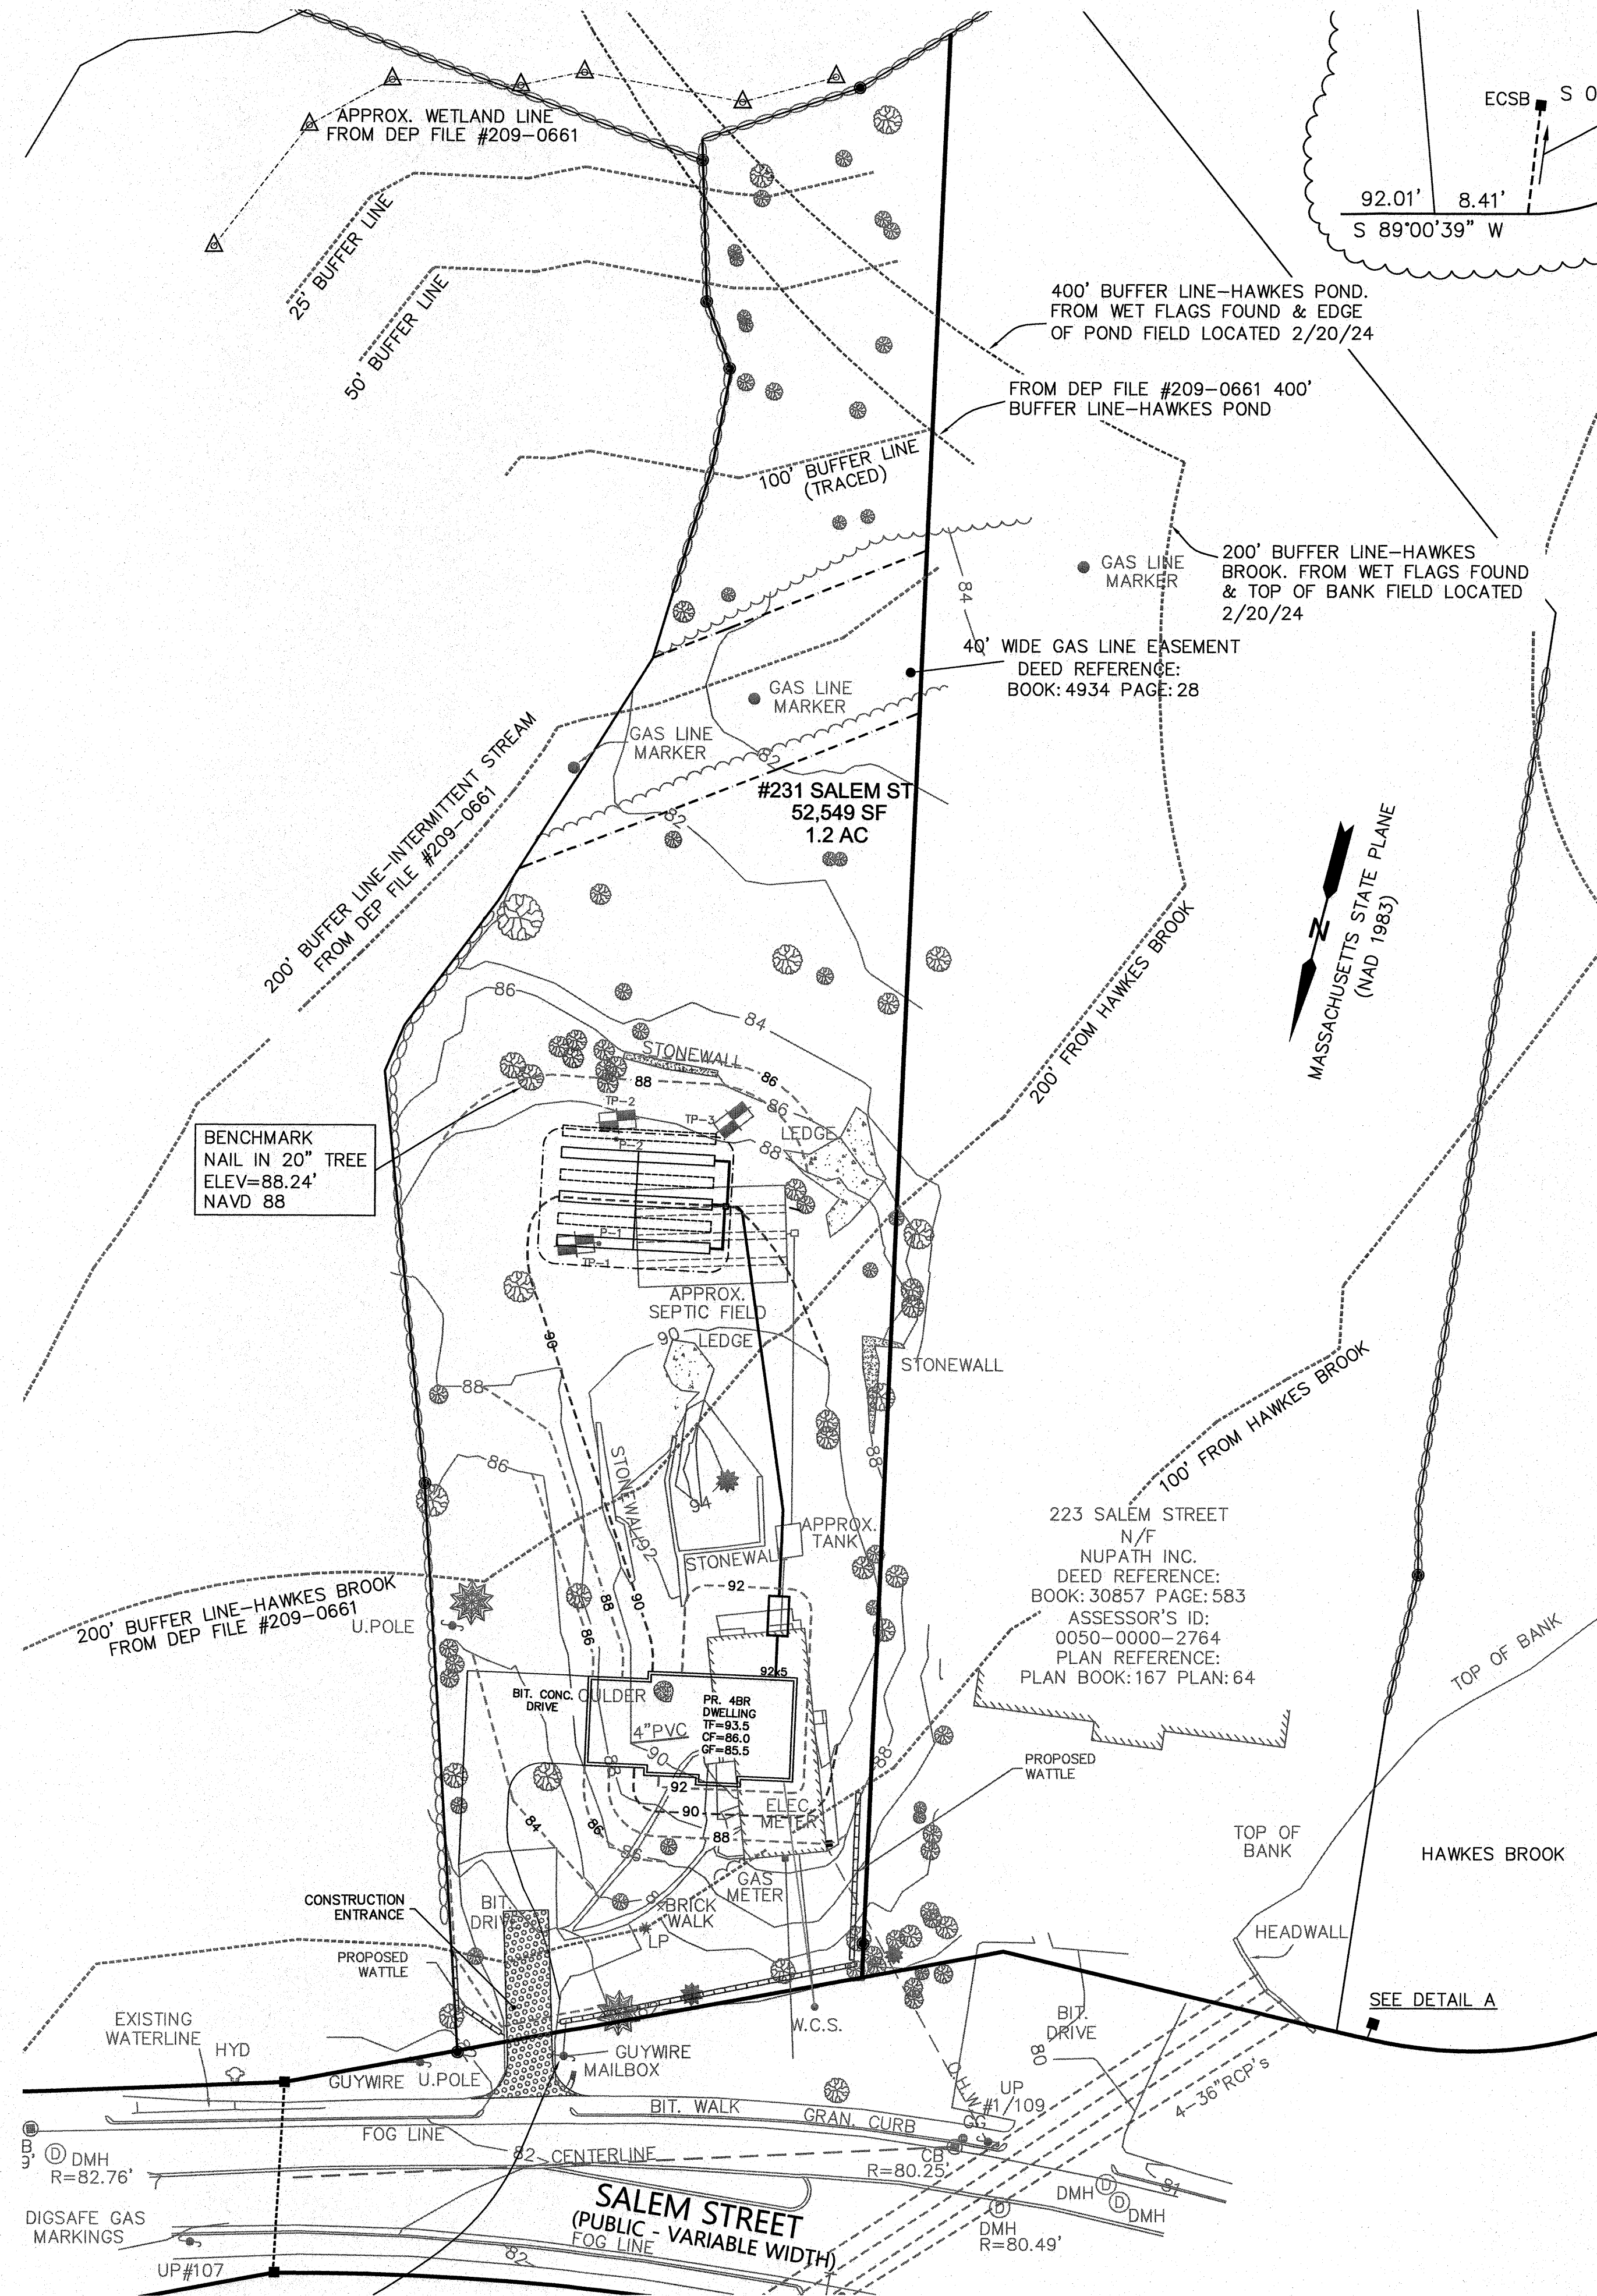 APPROX. WETLAND LINE
FROM DEP FILE #209-0661
ECSB
S 0
92.01'
8.41'
S 89°00'39" W
25' BUFFER LINE
50' BUFFER LINE
400' BUFFER LINE-HAWKES POND.
FROM WET FLAGS FOUND & EDGE
OF POND FIELD LOCATED 2/20/24
FROM DEP FILE #209-0661 400'
BUFFER LINE-HAWKES POND
100' BUFFER LINE
(TRACED)
200' BUFFER LINE-HAWKES
BROOK. FROM WET FLAGS FOUND
& TOP OF BANK FIELD LOCATED
2/20/24
GAS LINE
MARKER
84
40' WIDE GAS LINE EASEMENT
DEED REFERENCE:
BOOK: 4934 PAGE: 28
GAS LINE
MARKER
GAS LINE
MARKER
82
82
#231 SALEM ST
52,549 SF
1.2 AC
200' BUFFER LINE-INTERMITTENT STREAM
FROM DEP FILE #209-0661
MASSACHUSETTS STATE PLANE
(NAD 1983)
N
200' FROM HAWKES BROOK
86
84
STONEWALL
88
86
86
TP-2
TP-3
P-2
LEDGE
88
BENCHMARK
NAIL IN 20" TREE
ELEV=88.24'
NAVD 88
P-1
TP-1
APPROX.
SEPTIC FIELD
90
90
LEDGE
STONEWALL
100' FROM HAWKES BROOK
88
86
88
STONEWALL
94
92
APPROX.
TANK
STONEWALL
223 SALEM STREET
N/F
NUPATH INC.
DEED REFERENCE:
BOOK: 30857 PAGE: 583
ASSESSOR'S ID:
0050-0000-2764
PLAN REFERENCE:
PLAN BOOK: 167 PLAN: 64
200' BUFFER LINE-HAWKES BROOK
FROM DEP FILE #209-0661
U.POLE
92
88
90
86
92x5
TOP OF BANK
BIT. CONC.
DRIVE
OULDER
4"PVC
PR. 4BR
DWELLING
TF=93.5
CF=86.0
GF=85.5
90
88
88
PROPOSED
WATTLE
92
90
88
84
86
86
ELEC
METER
GAS
METER
TOP OF
BANK
HAWKES BROOK
CONSTRUCTION
ENTRANCE
BIT.
DRIVE
BRICK
WALK
LP
PROPOSED
WATTLE
HEADWALL
SEE DETAIL A
EXISTING
WATERLINE
HYD
W.C.S.
BIT.
DRIVE
80
GUYWIRE
MAILBOX
GUYWIRE
U.POLE
O.H.W.
UP
#1/109
GG
4-36"RCP's
BIT. WALK
GRAN. CURB
FOG LINE
B
9'
D
DMH
R=82.76'
82
CENTERLINE
CB
R=80.25'
DMH
D
D
DMH
81
D
DMH
R=80.49'
SALEM STREET
(PUBLIC - VARIABLE WIDTH)
DIGSAFE GAS
MARKINGS
FOG LINE
82
UP#107